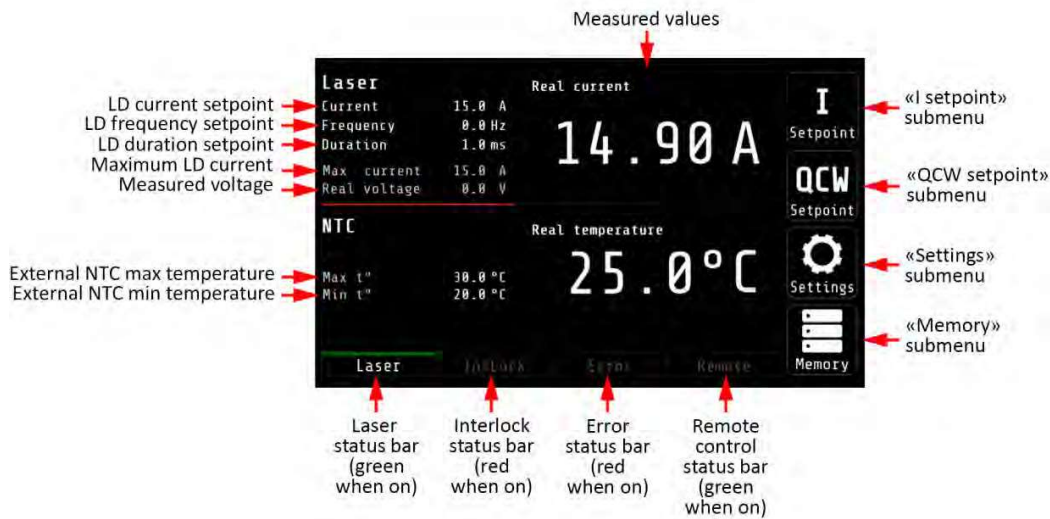 Measured values
Laser
Real current
LD current setpoint
Current 15.0 A
LD frequency setpoint
Frequency 0.0 Hz
LD duration setpoint
Duration 1.0 ms
Maximum LD current
Max current 15.0 A
Measured voltage
Real voltage 0.0 V
14.90 A
I
Setpoint
«I setpoint»
submenu
QCW
Setpoint
«QCW setpoint»
submenu
NTC
Real temperature
External NTC max temperature
Max t° 30.0 °C
External NTC min temperature
Min t° 20.0 °C
25.0°C
Settings
«Settings»
submenu
Memory
«Memory»
submenu
Laser
Error
Remote
Laser
status bar
(green
when on)
Interlock
status bar
(red
when on)
Error
status bar
(red
when on)
Remote
control
status bar
(green
when on)